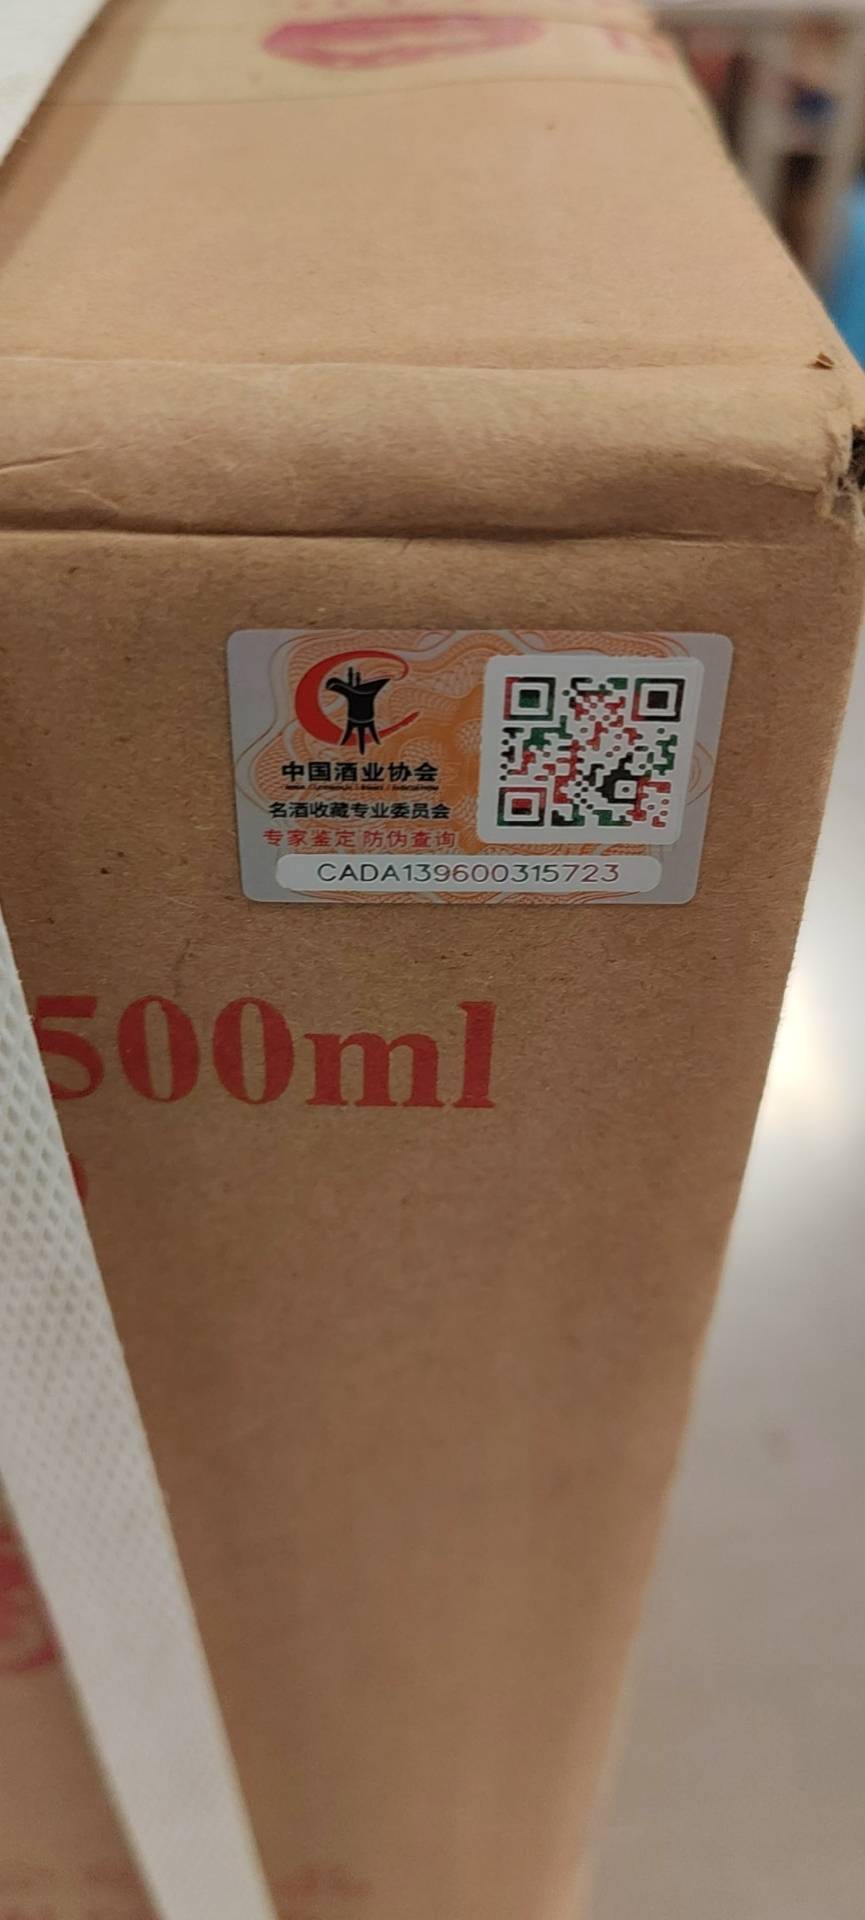 中国酒业协会
名酒收藏专业委员会
专家鉴定 防伪查询
CADA139600315723
500ml